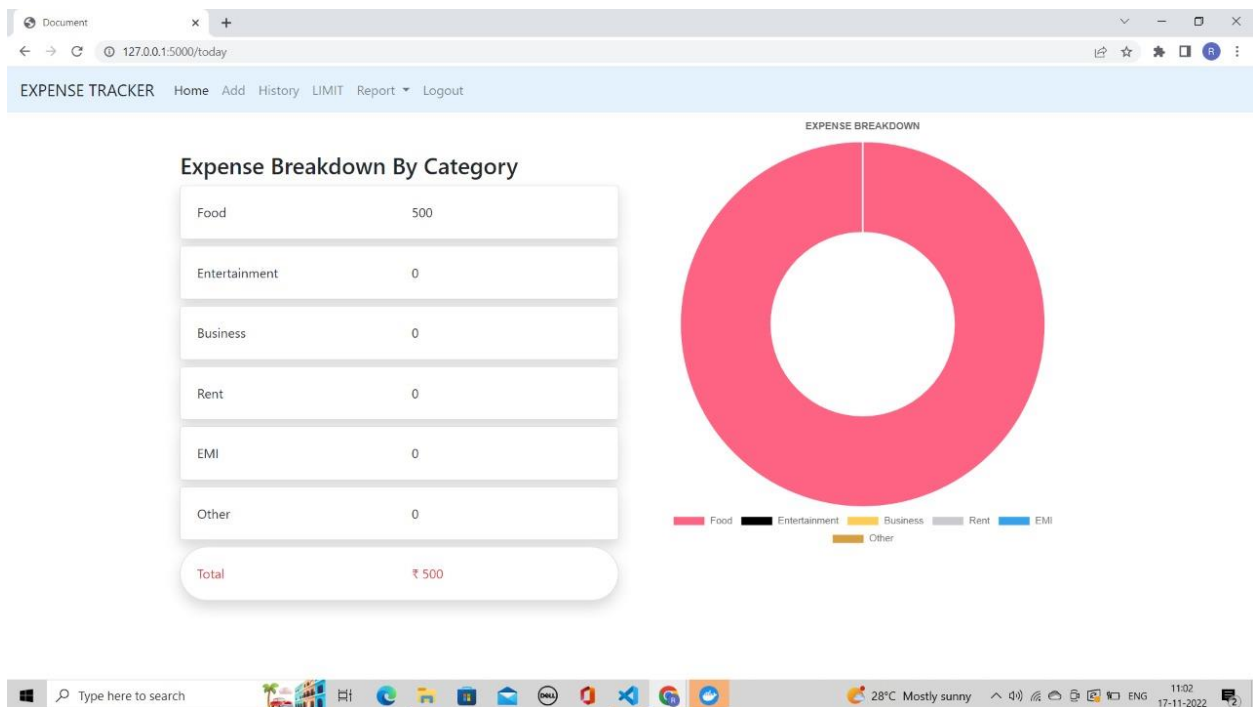 Document
127.0.0.1:5000/today
R
EXPENSE TRACKER Home Add History LIMIT Report Logout
Expense Breakdown By Category
Food 500
Entertainment 0
Business 0
Rent 0
EMI 0
Other 0
Total ₹ 500
EXPENSE BREAKDOWN
Food Entertainment Business Rent EMI
Other
Type here to search
DELL
28°C Mostly sunny
ENG
11:02
17-11-2022
2